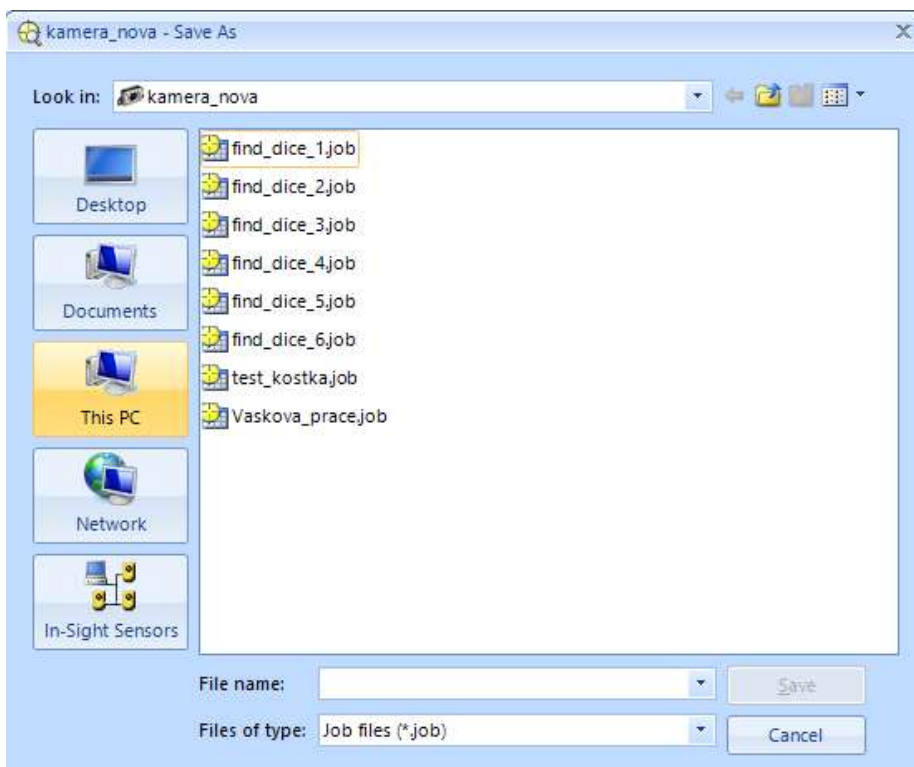 kamera_nova - Save As
Look in: kamera_nova
Desktop
Documents
This PC
Network
In-Sight Sensors
find_dice_1.job
find_dice_2.job
find_dice_3.job
find_dice_4.job
find_dice_5.job
find_dice_6.job
test_kostka.job
Vaskova_prace.job
File name:
Save
Files of type: Job files (*.job)
Cancel